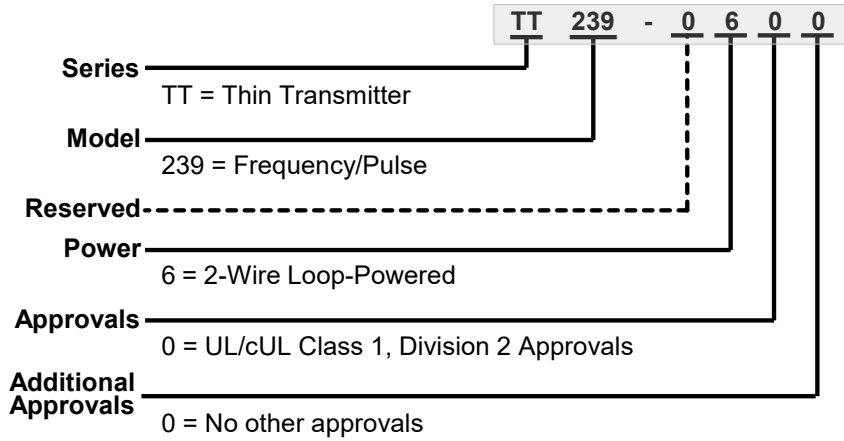 TT 239 - 0 6 0 0
Series
TT = Thin Transmitter
Model
239 = Frequency/Pulse
Reserved
Power
6 = 2-Wire Loop-Powered
Approvals
0 = UL/cUL Class 1, Division 2 Approvals
Additional
Approvals
0 = No other approvals